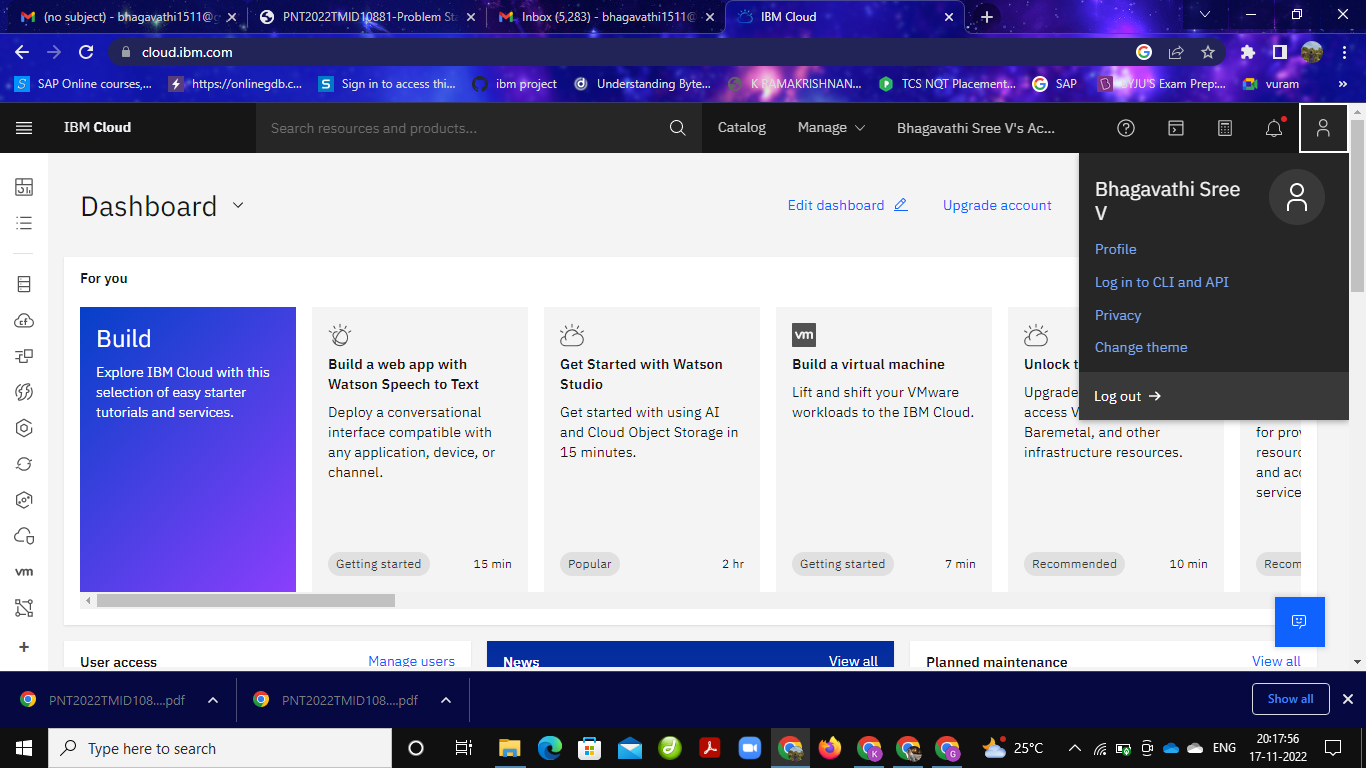 (no subject) - bhagavathi1511@g
PNT2022TMID10881-Problem Sta
Inbox (5,283) - bhagavathi1511@
IBM Cloud
cloud.ibm.com
SAP Online courses,...
https://onlinegdb.c...
Sign in to access thi...
ibm project
Understanding Byte...
K RAMAKRISHNAN...
TCS NQT Placement...
SAP
BYJU'S Exam Prep:...
vuram
»
IBM Cloud
Search resources and products...
Catalog
Manage
Bhagavathi Sree V's Ac...
Dashboard
Edit dashboard
Upgrade account
Bhagavathi Sree
V
Profile
Log in to CLI and API
Privacy
Change theme
Log out →
For you
Build
Explore IBM Cloud with this
selection of easy starter
tutorials and services.
Build a web app with
Watson Speech to Text
Deploy a conversational
interface compatible with
any application, device, or
channel.
Getting started
15 min
Get Started with Watson
Studio
Get started with using AI
and Cloud Object Storage in
15 minutes.
Popular
2 hr
vm
Build a virtual machine
Lift and shift your VMware
workloads to the IBM Cloud.
Getting started
7 min
Unlock t
Upgrade
access V
Baremetal, and other
infrastructure resources.
Recommended
10 min
for prov
resourc
and acc
service
Recom
vm
User access
Manage users
News
View all
Planned maintenance
View all
PNT2022TMID108....pdf
PNT2022TMID108....pdf
Show all
Type here to search
25°C
ENG
20:17:56
17-11-2022